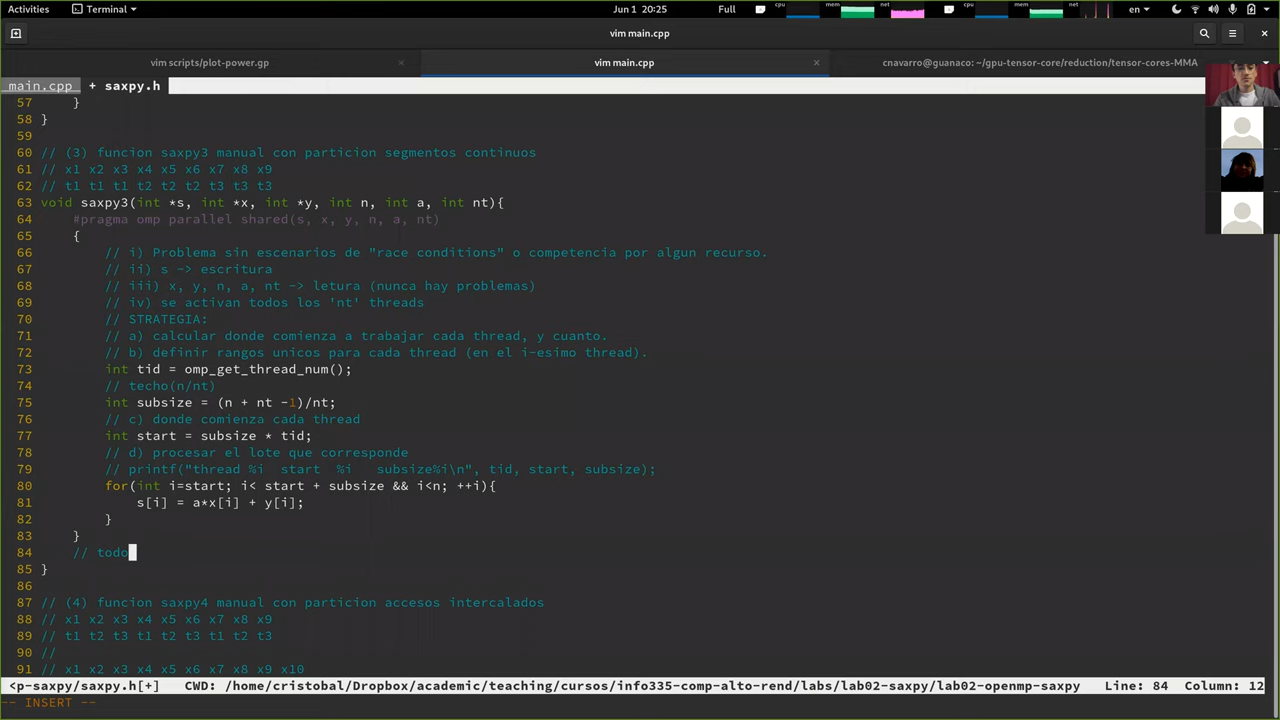 Activities Terminal Jun 1 20:25 Full cpu mem net cpu mem net en
vim main.cpp
vim scripts/plot-power.gp vim main.cpp cnavarro@guanaco: ~/gpu-tensor-core/reduction/tensor-cores-MMA
main.cpp + saxpy.h
57 }
58 }
59
60 // (3) funcion saxpy3 manual con particion segmentos continuos
61 // x1 x2 x3 x4 x5 x6 x7 x8 x9
62 // t1 t1 t1 t2 t2 t2 t3 t3 t3
63 void saxpy3(int *s, int *x, int *y, int n, int a, int nt){
64 #pragma omp parallel shared(s, x, y, n, a, nt)
65 {
66 // i) Problema sin escenarios de "race conditions" o competencia por algun recurso.
67 // ii) s -> escritura
68 // iii) x, y, n, a, nt -> letura (nunca hay problemas)
69 // iv) se activan todos los 'nt' threads
70 // STRATEGIA:
71 // a) calcular donde comienza a trabajar cada thread, y cuanto.
72 // b) definir rangos unicos para cada thread (en el i-esimo thread).
73 int tid = omp_get_thread_num();
74 // techo(n/nt)
75 int subsize = (n + nt -1)/nt;
76 // c) donde comienza cada thread
77 int start = subsize * tid;
78 // d) procesar el lote que corresponde
79 // printf("thread %i start %i subsize%i\n", tid, start, subsize);
80 for(int i=start; i< start + subsize && i<n; ++i){
81 s[i] = a*x[i] + y[i];
82 }
83 }
84 // todo
85 }
86
87 // (4) funcion saxpy4 manual con particion accesos intercalados
88 // x1 x2 x3 x4 x5 x6 x7 x8 x9
89 // t1 t2 t3 t1 t2 t3 t1 t2 t3
90 //
91 // x1 x2 x3 x4 x5 x6 x7 x8 x9 x10
<p-saxpy/saxpy.h[+] CWD: /home/cristobal/Dropbox/academic/teaching/cursos/info335-comp-alto-rend/labs/lab02-saxpy/lab02-openmp-saxpy Line: 84 Column: 12
-- INSERT --